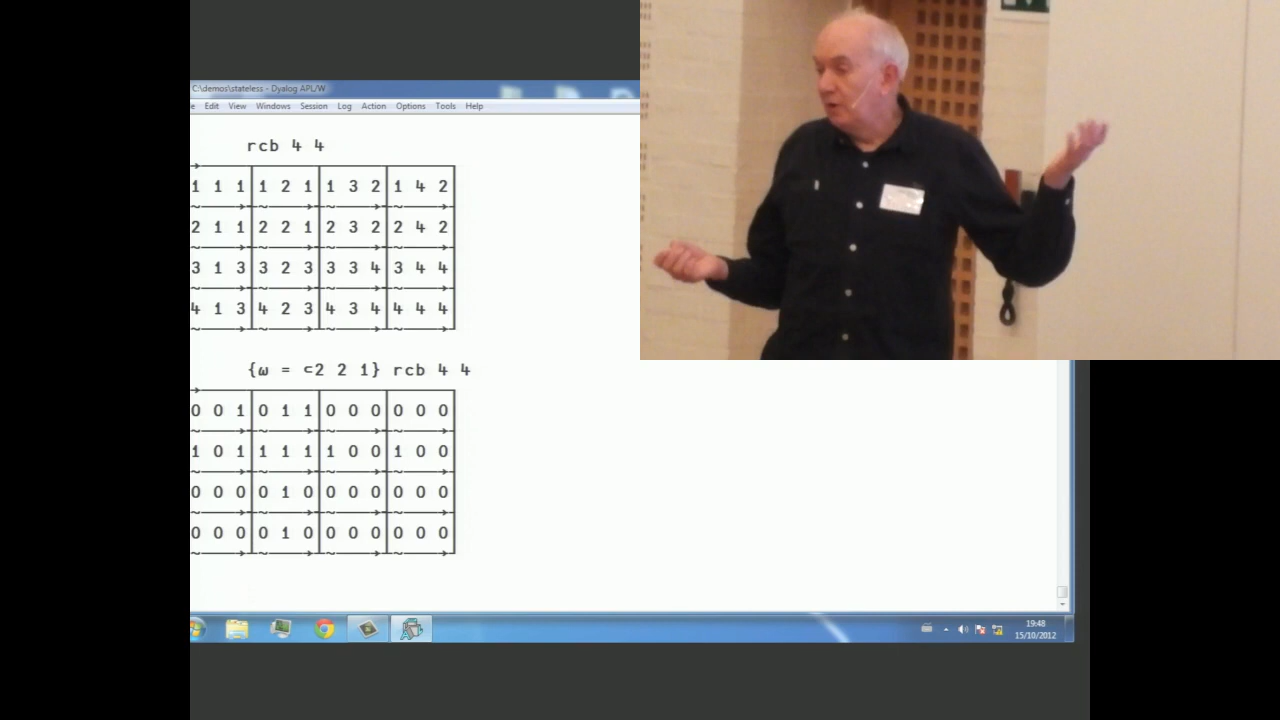 C:\demos\stateless - Dyalog APL/W
e Edit View Windows Session Log Action Options Tools Help
rcb 4 4
1 1 1 1 2 1 1 3 2 1 4 2
2 1 1 2 2 1 2 3 2 2 4 2
3 1 3 3 2 3 3 3 4 3 4 4
4 1 3 4 2 3 4 3 4 4 4 4
{⍵ = ⊂2 2 1} rcb 4 4
0 0 1 0 1 1 0 0 0 0 0 0
1 0 1 1 1 1 1 0 0 1 0 0
0 0 0 0 1 0 0 0 0 0 0 0
0 0 0 0 1 0 0 0 0 0 0 0
19:48
15/10/2012